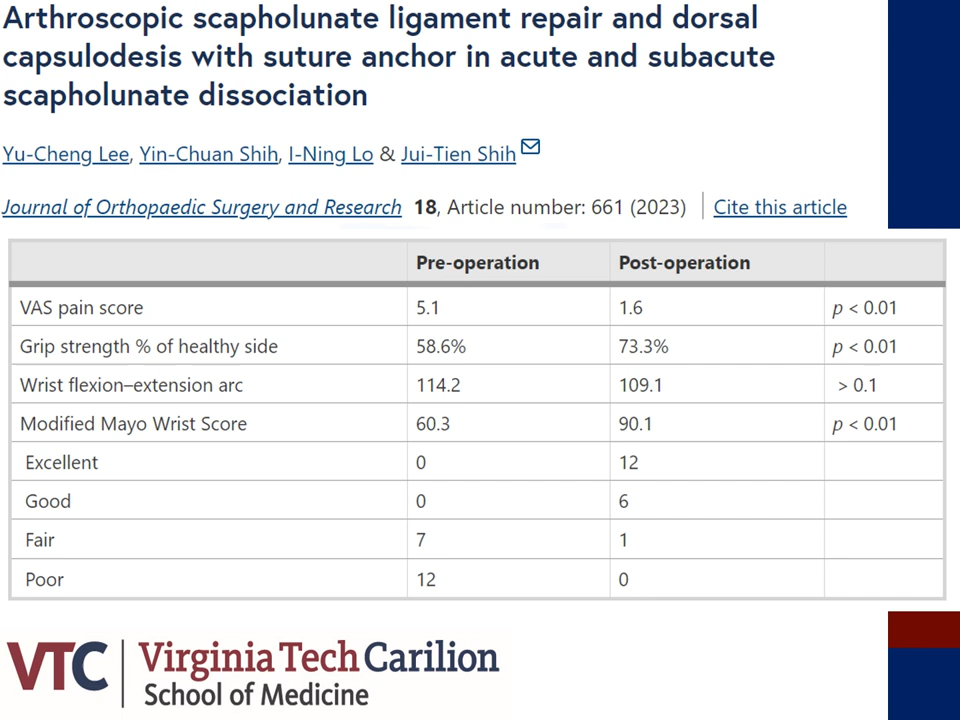 Arthroscopic scapholunate ligament repair and dorsal
capsulodesis with suture anchor in acute and subacute
scapholunate dissociation
Yu-Cheng Lee, Yin-Chuan Shih, I-Ning Lo & Jui-Tien Shih
Journal of Orthopaedic Surgery and Research 18, Article number: 661 (2023) Cite this article
Pre-operation Post-operation
VAS pain score 5.1 1.6 p < 0.01
Grip strength % of healthy side 58.6% 73.3% p < 0.01
Wrist flexion–extension arc 114.2 109.1 > 0.1
Modified Mayo Wrist Score 60.3 90.1 p < 0.01
Excellent 0 12
Good 0 6
Fair 7 1
Poor 12 0
VTC Virginia Tech Carilion
School of Medicine